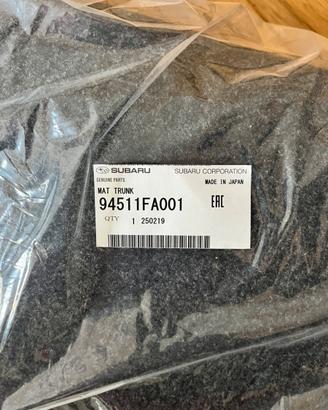 SUBARU SUBARU CORPORATION
GENUINE PARTS MADE IN JAPAN
MAT TRUNK
94511FA001 EAC
QTY 1 250219